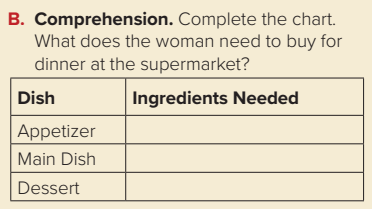 B. Comprehension. Complete the chart.
What does the woman need to buy for
dinner at the supermarket?
Dish Ingredients Needed
Appetizer
Main Dish
Dessert